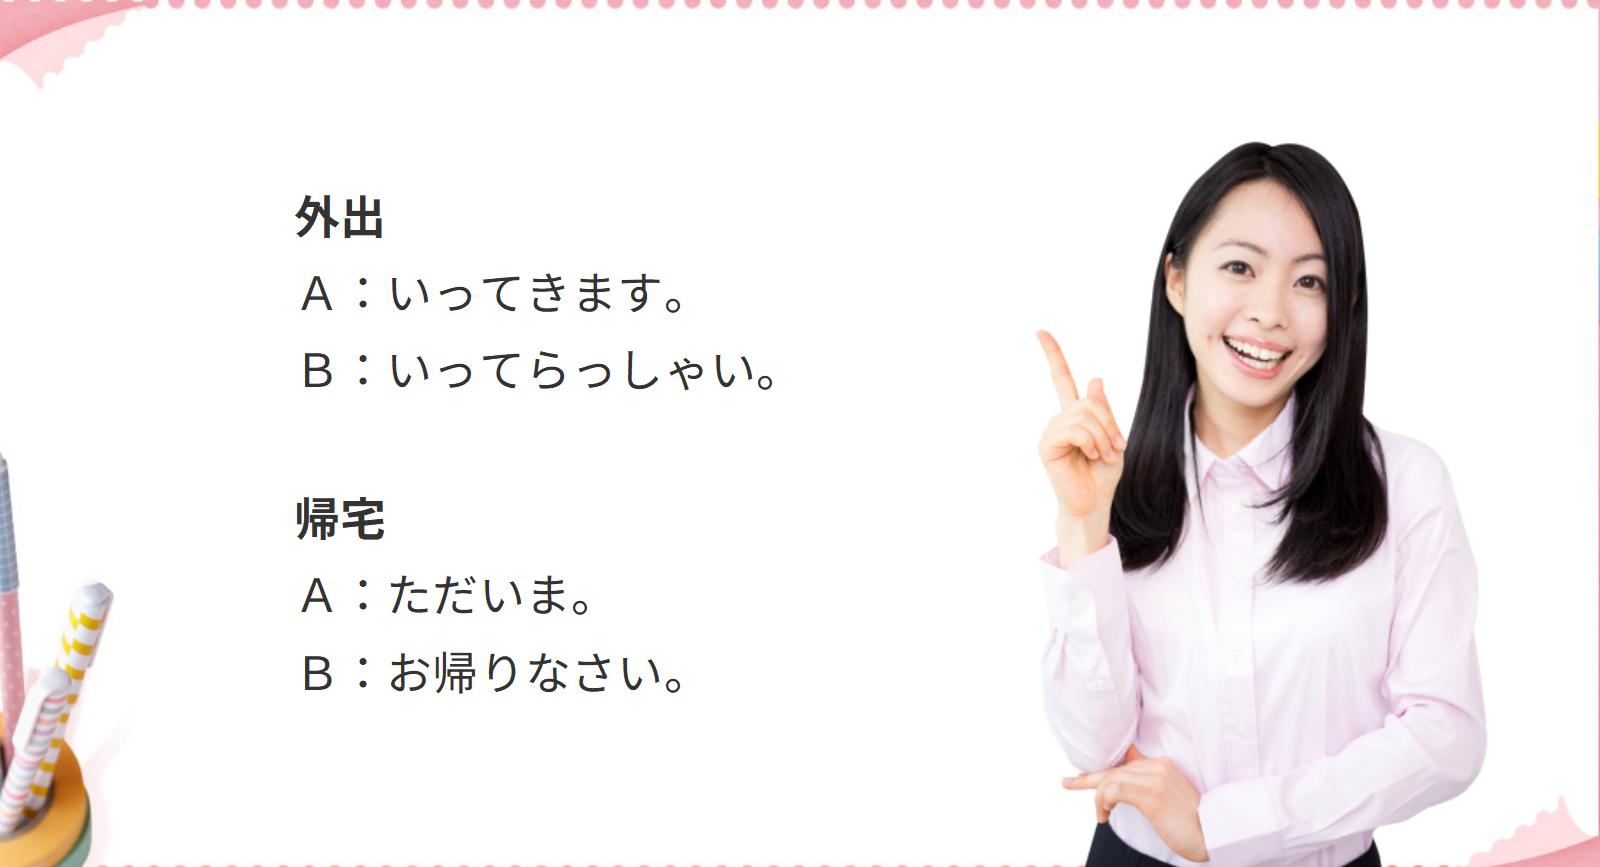 外出
Ａ：いってきます。
Ｂ：いってらっしゃい。
帰宅
Ａ：ただいま。
Ｂ：お帰りなさい。